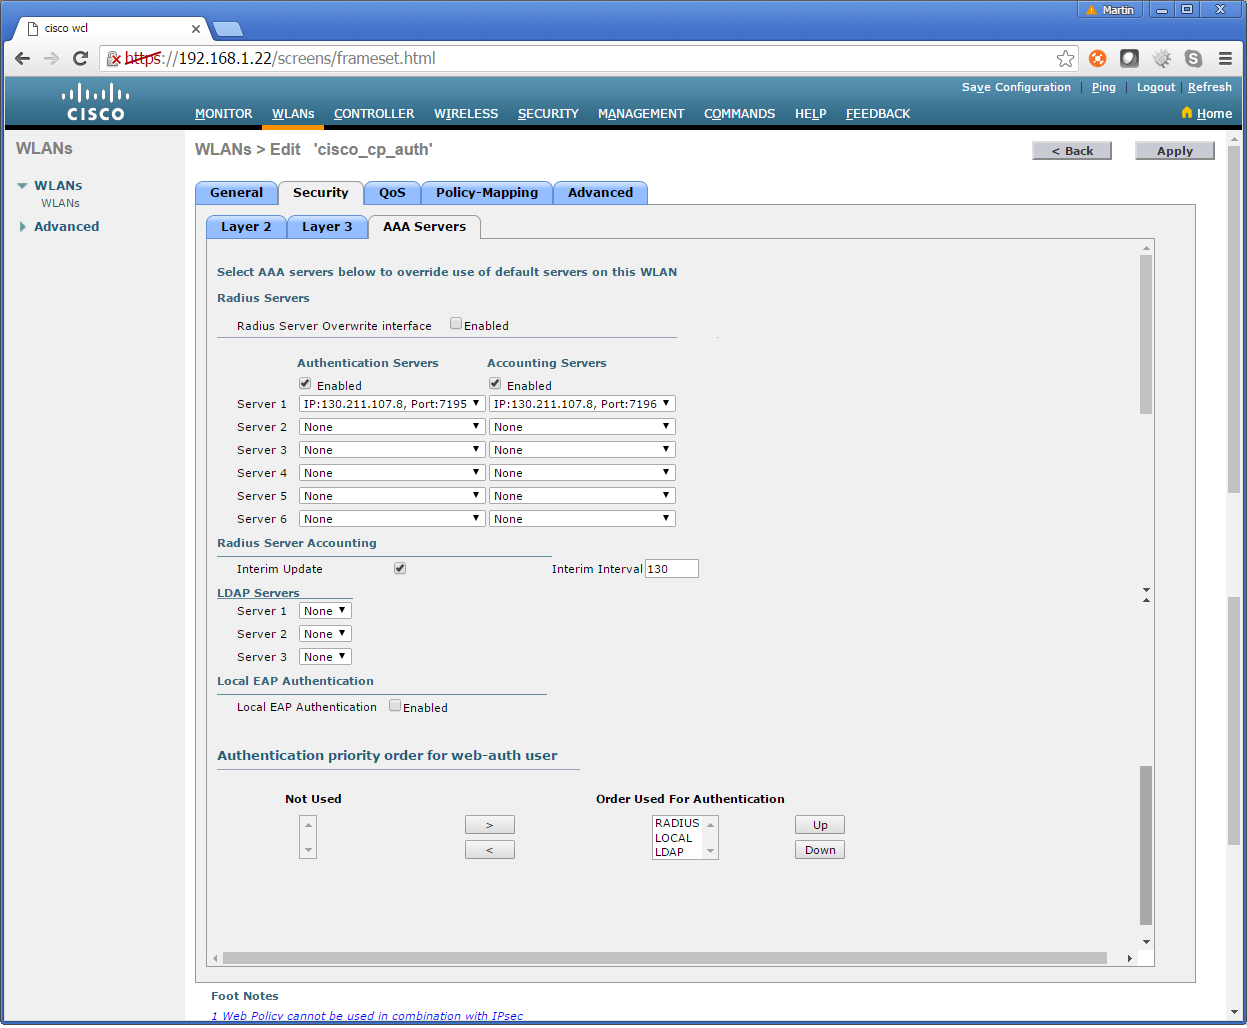 Martin
cisco wcl
https://192.168.1.22/screens/frameset.html
Save Configuration | Ping | Logout | Refresh
CISCO
MONITOR WLANs CONTROLLER WIRELESS SECURITY MANAGEMENT COMMANDS HELP FEEDBACK Home
WLANs
WLANs
WLANs
Advanced
WLANs > Edit 'cisco_cp_auth'
< Back Apply
General Security QoS Policy-Mapping Advanced
Layer 2 Layer 3 AAA Servers
Select AAA servers below to override use of default servers on this WLAN
Radius Servers
Radius Server Overwrite interface Enabled
Authentication Servers Accounting Servers
Enabled Enabled
Server 1 IP:130.211.107.8, Port:7195 IP:130.211.107.8, Port:7196
Server 2 None None
Server 3 None None
Server 4 None None
Server 5 None None
Server 6 None None
Radius Server Accounting
Interim Update Interim Interval 130
LDAP Servers
Server 1 None
Server 2 None
Server 3 None
Local EAP Authentication
Local EAP Authentication Enabled
Authentication priority order for web-auth user
Not Used Order Used For Authentication
> RADIUS Up
LOCAL
< LDAP Down
Foot Notes
1 Web Policy cannot be used in combination with IPsec